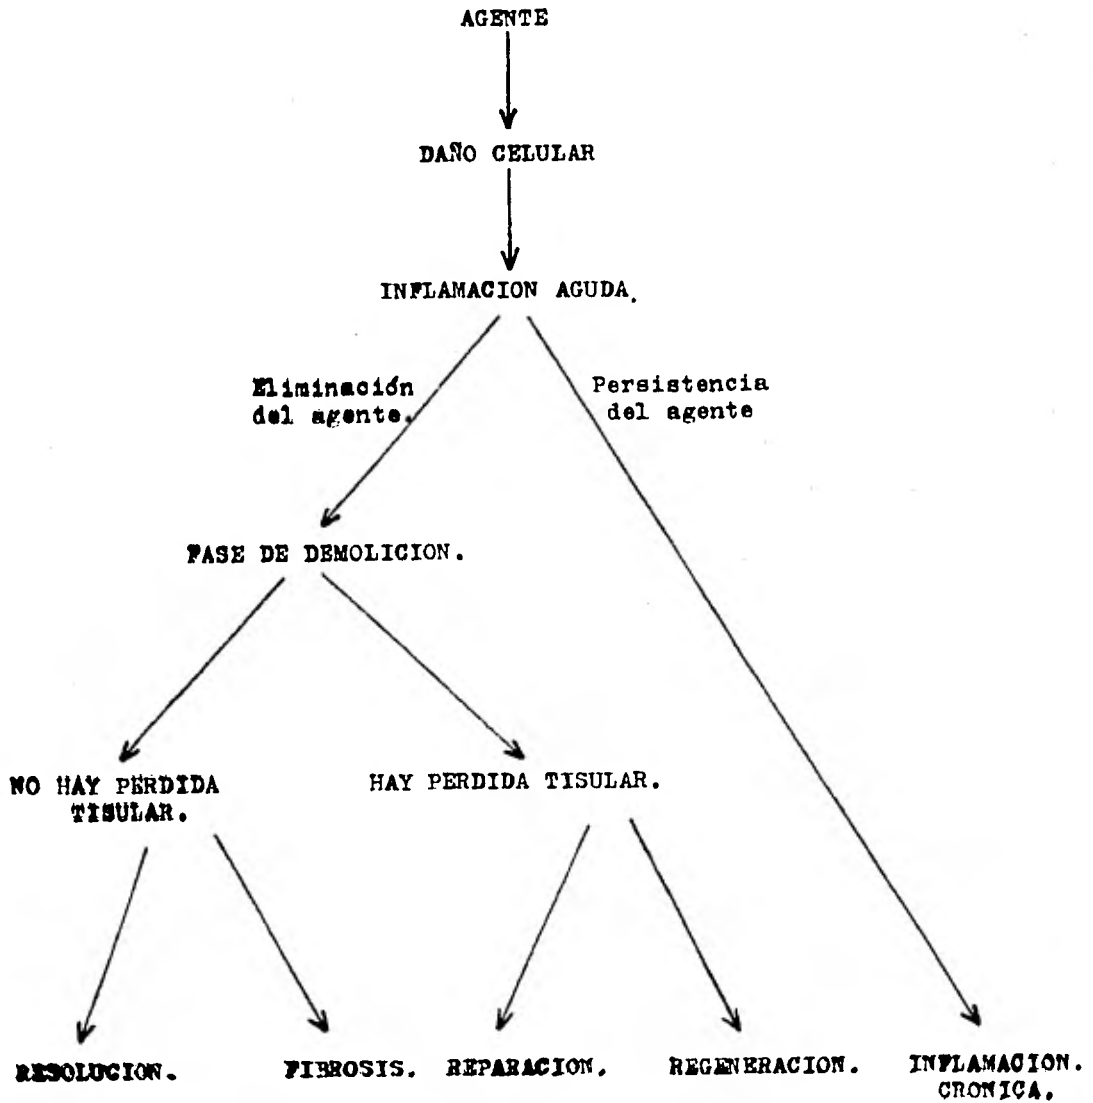 AGENTE
DAÑO CELULAR
INFLAMACION AGUDA.
Eliminación
del agente.
Persistencia
del agente
FASE DE DEMOLICION.
NO HAY PERDIDA
TISULAR.
HAY PERDIDA TISULAR.
RESOLUCION.
FIBROSIS.
REPARACION.
REGENERACION.
INFLAMACION.
CRONICA.